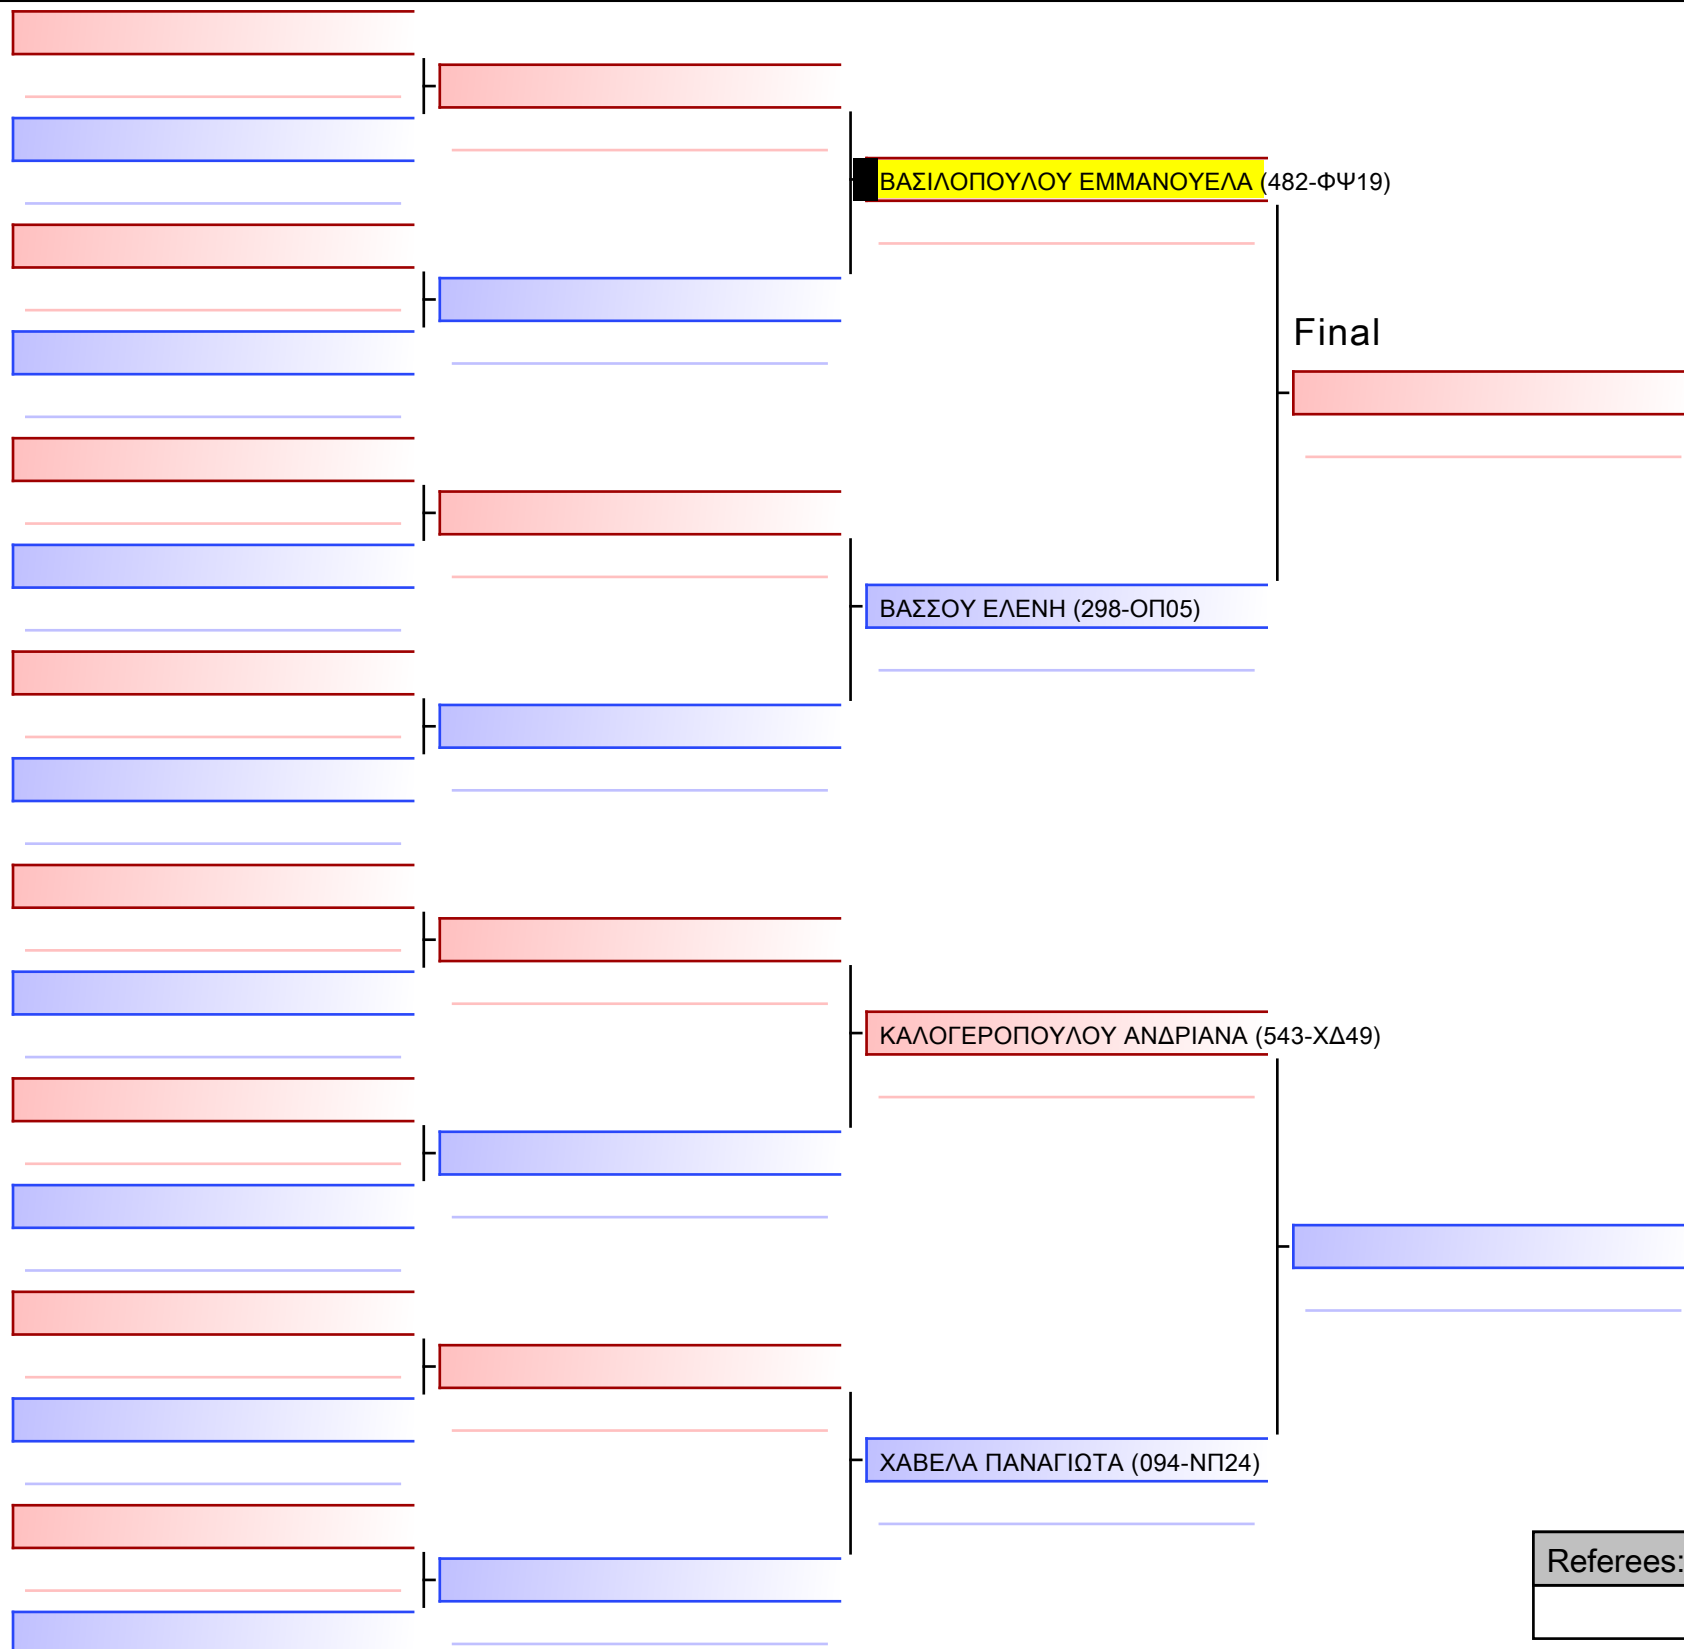 ΒΑΣΙΛΟΠΟΥΛΟΥ ΕΜΜΑΝΟΥΕΛΑ (482-ΦΨ19)
Final
ΒΑΣΣΟΥ ΕΛΕΝΗ (298-ΟΠ05)
ΚΑΛΟΓΕΡΟΠΟΥΛΟΥ ΑΝΔΡΙΑΝΑ (543-ΧΔ49)
ΧΑΒΕΛΑ ΠΑΝΑΓΙΩΤΑ (094-ΝΠ24)
Referees: